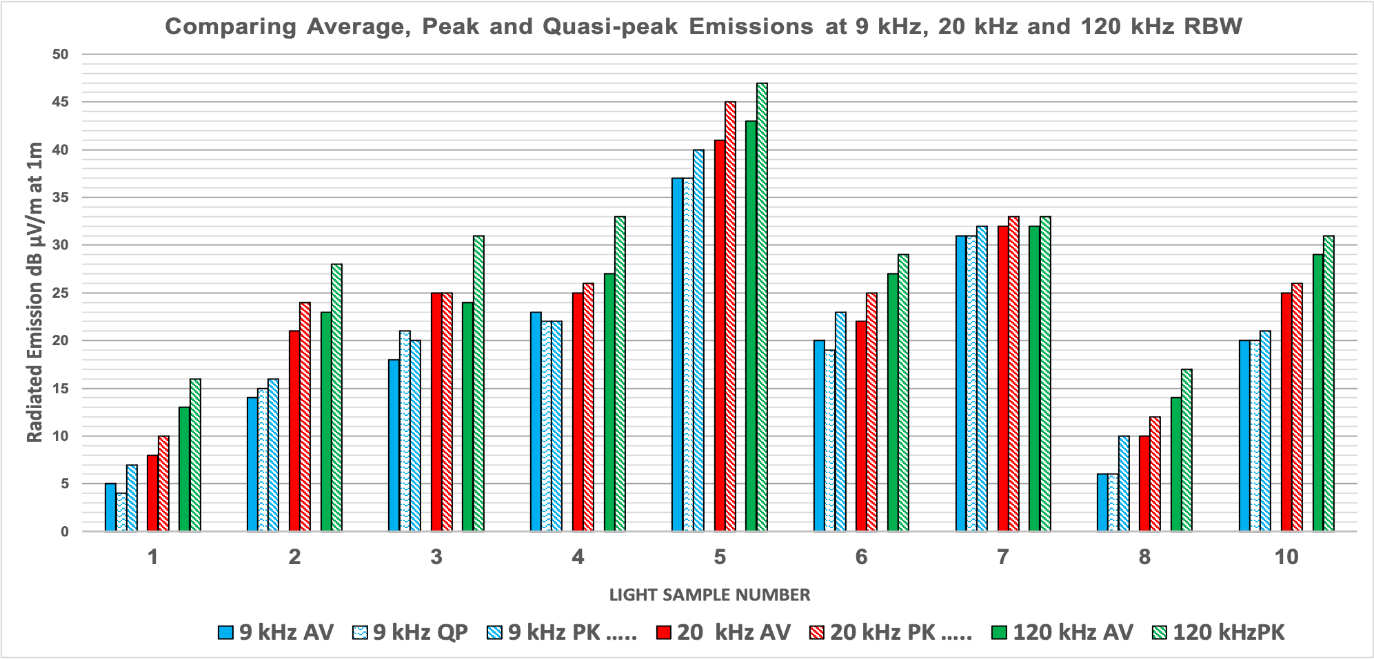 Comparing Average, Peak and Quasi-peak Emissions at 9 kHz, 20 kHz and 120 kHz RBW
Radiated Emission dB µV/m at 1m
50
45
40
35
30
25
20
15
10
5
0
1 2 3 4 5 6 7 8 10
LIGHT SAMPLE NUMBER
9 kHz AV 9 kHz QP 9 kHz PK ..... 20 kHz AV 20 kHz PK ..... 120 kHz AV 120 kHzPK